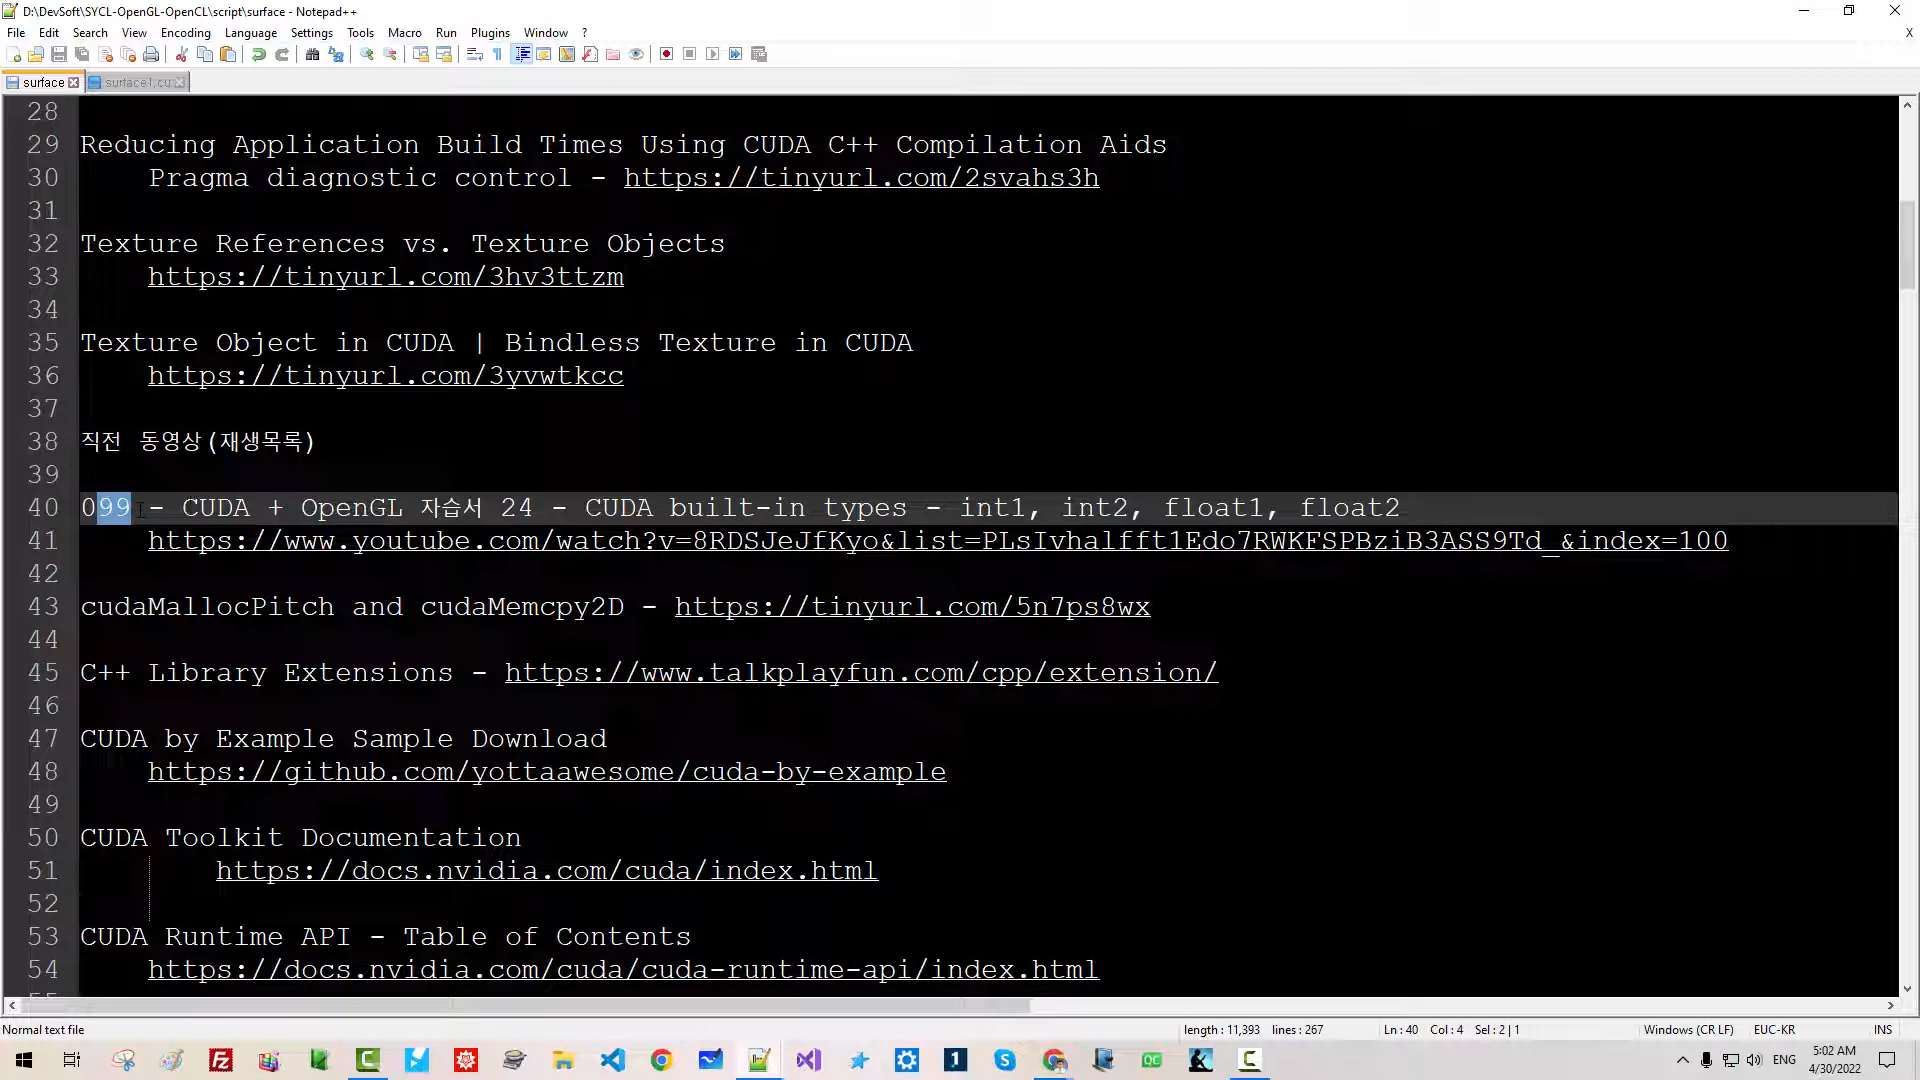 D:\DevSoft\SYCL-OpenGL-OpenCL\script\surface - Notepad++
File Edit Search View Encoding Language Settings Tools Macro Run Plugins Window ?
X
surface surface1.cu
28
29 Reducing Application Build Times Using CUDA C++ Compilation Aids
30 Pragma diagnostic control - https://tinyurl.com/2svahs3h
31
32 Texture References vs. Texture Objects
33 https://tinyurl.com/3hv3ttzm
34
35 Texture Object in CUDA | Bindless Texture in CUDA
36 https://tinyurl.com/3yvwtkcc
37
38 직전 동영상(재생목록)
39
40 099 - CUDA + OpenGL 자습서 24 - CUDA built-in types - int1, int2, float1, float2
41 https://www.youtube.com/watch?v=8RDSJeJfKyo&list=PLsIvhalfft1Edo7RWKFSPBziB3ASS9Td_&index=100
42
43 cudaMallocPitch and cudaMemcpy2D - https://tinyurl.com/5n7ps8wx
44
45 C++ Library Extensions - https://www.talkplayfun.com/cpp/extension/
46
47 CUDA by Example Sample Download
48 https://github.com/yottaawesome/cuda-by-example
49
50 CUDA Toolkit Documentation
51 https://docs.nvidia.com/cuda/index.html
52
53 CUDA Runtime API - Table of Contents
54 https://docs.nvidia.com/cuda/cuda-runtime-api/index.html
55
Normal text file length : 11,393 lines : 267 Ln : 40 Col : 4 Sel : 2 | 1 Windows (CR LF) EUC-KR INS
ENG 5:02 AM
4/30/2022